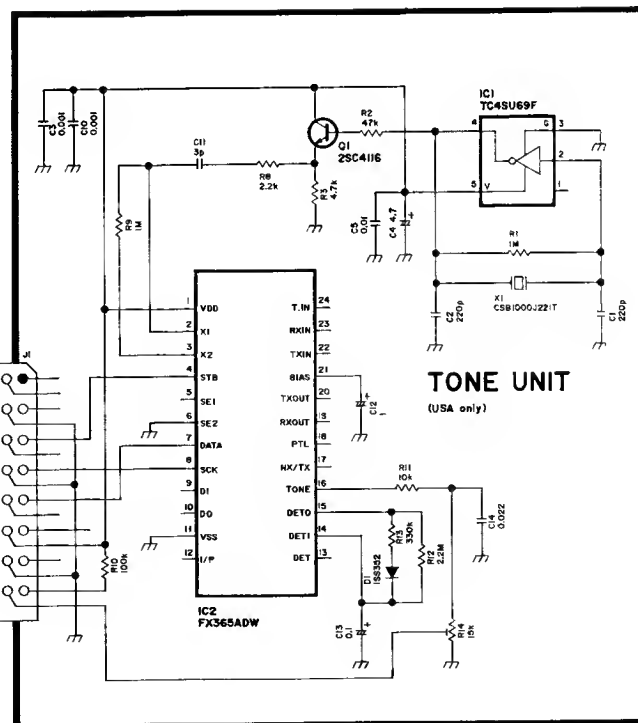 IC1
TC4SU69F
R2
47k
4
3
G
2
5
V
1
Q1
2SC4116
C3
0.001
C10
0.001
C11
3p
R8
2.2k
R3
4.7k
R9
1M
C5
0.01
C4 4.7
+
R1
1M
X1
CSB1000J221T
C2
220p
C1
220p
TONE UNIT
(USA only)
J1
1 VDD
2 X1
3 X2
4 STB
5 SE1
6 SE2
7 DATA
8 SCK
9 DI
10 DO
11 VSS
12 I/P
T.IN 24
RXIN 23
TXIN 22
BIAS 21
TXOUT 20
RXOUT 19
PTL 18
NX/TX 17
TONE 16
DETO 15
DETI 14
DET 13
IC2
FX365ADW
C12
+
R11
10k
C14
0.022
R13
330k
R12
2.2M
D1
1SS352
C13
0.1
+
R14
15k
R10
100k